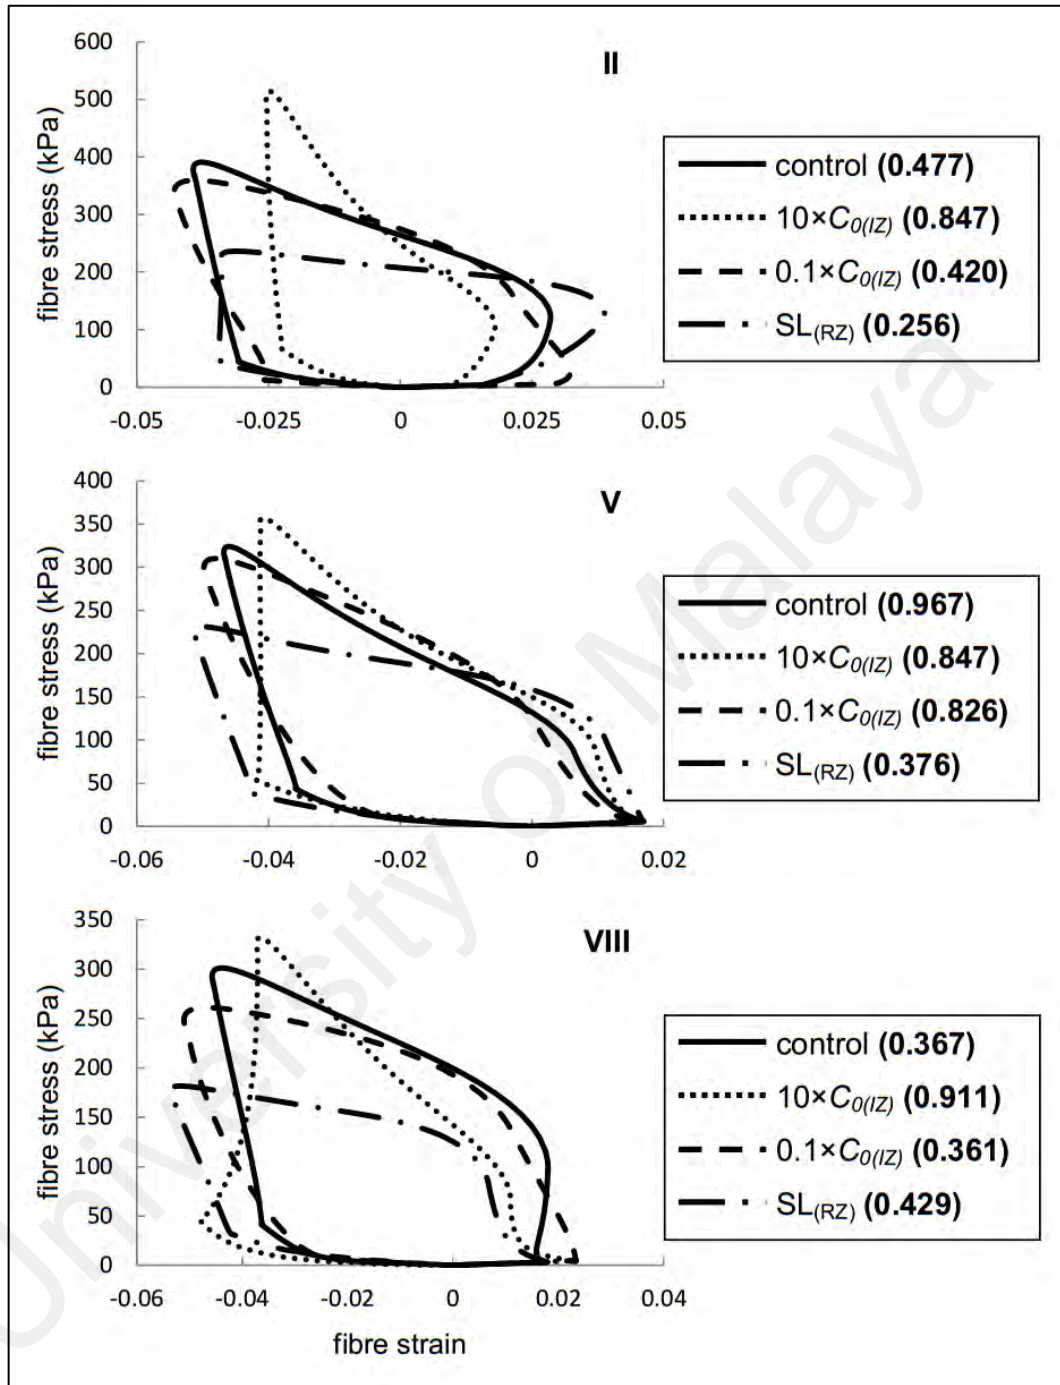 II
fibre stress (kPa)
600
500
400
300
200
100
0
-0.05
-0.025
0
0.025
0.05
control (0.477)
10×C0(IZ) (0.847)
0.1×C0(IZ) (0.420)
SL(RZ) (0.256)
V
fibre stress (kPa)
400
350
300
250
200
150
100
50
0
-0.06
-0.04
-0.02
0
0.02
control (0.967)
10×C0(IZ) (0.847)
0.1×C0(IZ) (0.826)
SL(RZ) (0.376)
VIII
fibre stress (kPa)
350
300
250
200
150
100
50
0
-0.06
-0.04
-0.02
0
0.02
0.04
fibre strain
control (0.367)
10×C0(IZ) (0.911)
0.1×C0(IZ) (0.361)
SL(RZ) (0.429)
University of Malaya